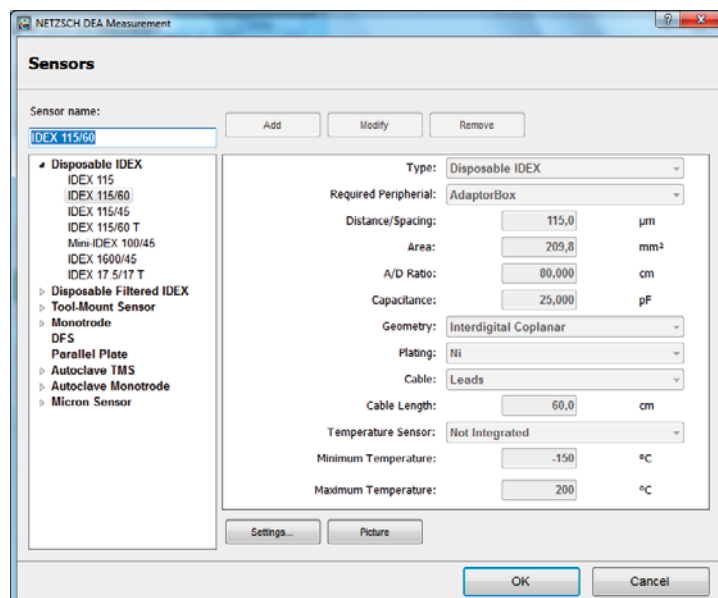 NETZSCH DEA Measurement
Sensors
Sensor name:
IDEX 115/60
Add Modify Remove
Disposable IDEX
IDEX 115
IDEX 115/60
IDEX 115/45
IDEX 115/60 T
Mini-IDEX 100/45
IDEX 1600/45
IDEX 17.5/17 T
Disposable Filtered IDEX
Tool-Mount Sensor
Monotrode
DFS
Parallel Plate
Autoclave TMS
Autoclave Monotrode
Micron Sensor
Type: Disposable IDEX
Required Peripherial: AdaptorBox
Distance/Spacing: 115,0 µm
Area: 209,8 mm²
A/D Ratio: 80,000 cm
Capacitance: 25,000 pF
Geometry: Interdigital Coplanar
Plating: Ni
Cable: Leads
Cable Length: 60,0 cm
Temperature Sensor: Not Integrated
Minimum Temperature: -150 °C
Maximum Temperature: 200 °C
Settings... Picture
OK Cancel